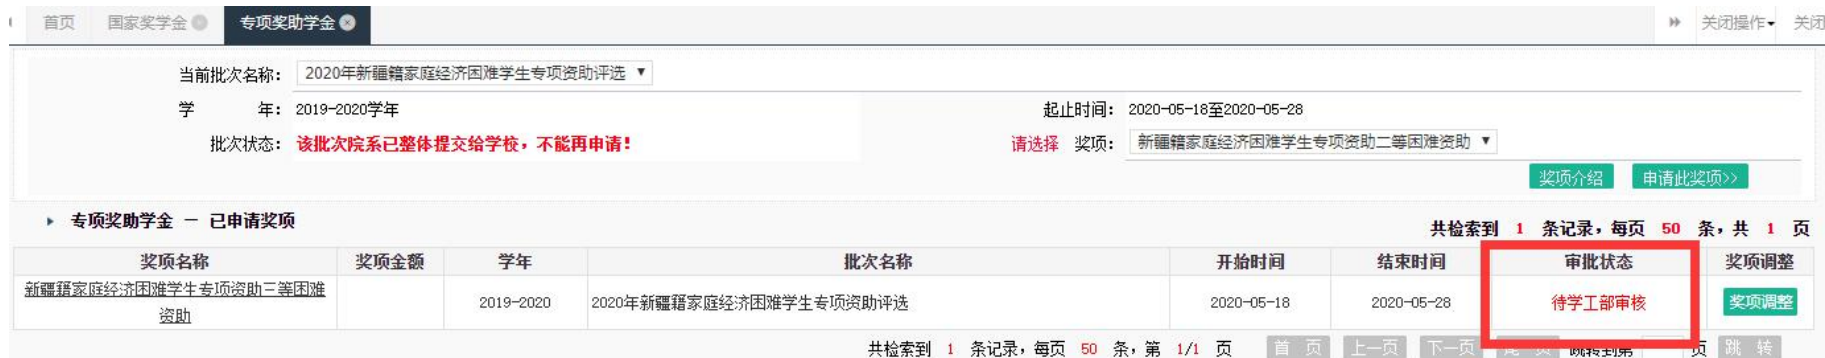 首页 国家奖学金 专项奖助学金 关闭操作 关闭
当前批次名称： 2020年新疆籍家庭经济困难学生专项资助评选
学 年： 2019-2020学年 起止时间： 2020-05-18至2020-05-28
批次状态： 该批次院系已整体提交给学校，不能再申请！ 请选择 奖项： 新疆籍家庭经济困难学生专项资助二等困难资助
奖项介绍 申请此奖项>>
专项奖助学金 － 已申请奖项
共检索到 1 条记录，每页 50 条，共 1 页
奖项名称 奖项金额 学年 批次名称 开始时间 结束时间 审批状态 奖项调整
新疆籍家庭经济困难学生专项资助三等困难
资助 2019-2020 2020年新疆籍家庭经济困难学生专项资助评选 2020-05-18 2020-05-28 待学工部审核 奖项调整
共检索到 1 条记录，每页 50 条，第 1/1 页 首 页 上一页 下一页 页 跳转到第 页 跳 转